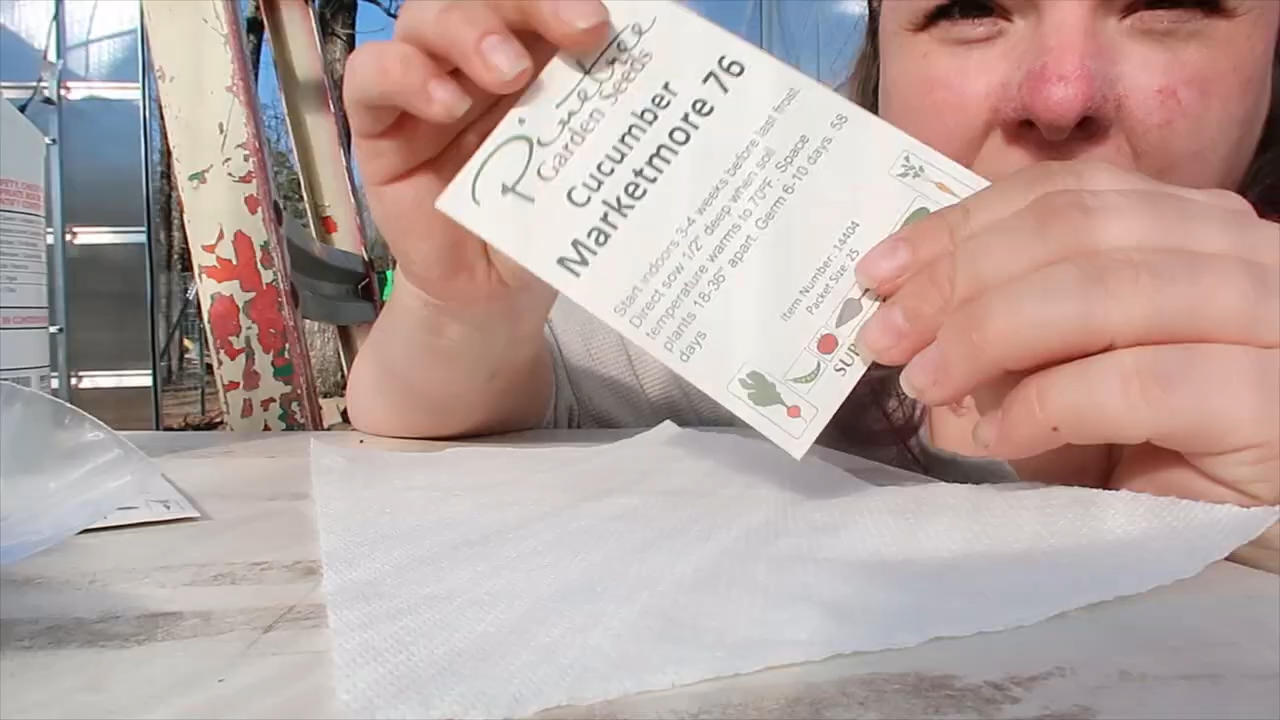 Pinetree
Garden Seeds
Cucumber
Marketmore 76
Start indoors 3-4 weeks before last frost.
Direct sow 1/2" deep when soil
temperature warms to 70°F. Space
plants 18-36" apart. Germ 6-10 days. 58
days
Item Number: 14404
Packet Size: 25
SUP